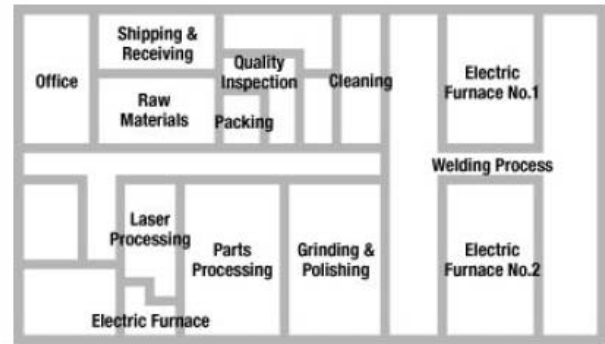 Office
Shipping &
Receiving
Raw
Materials
Quality
Inspection
Packing
Cleaning
Electric
Furnace No.1
Welding Process
Laser
Processing
Parts
Processing
Grinding &
Polishing
Electric
Furnace No.2
Electric Furnace